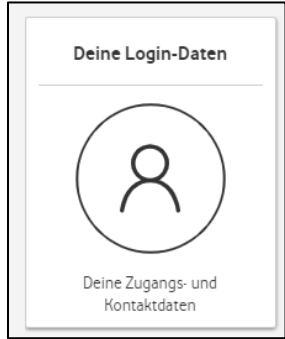 Deine Login-Daten
Deine Zugangs- und
Kontaktdaten